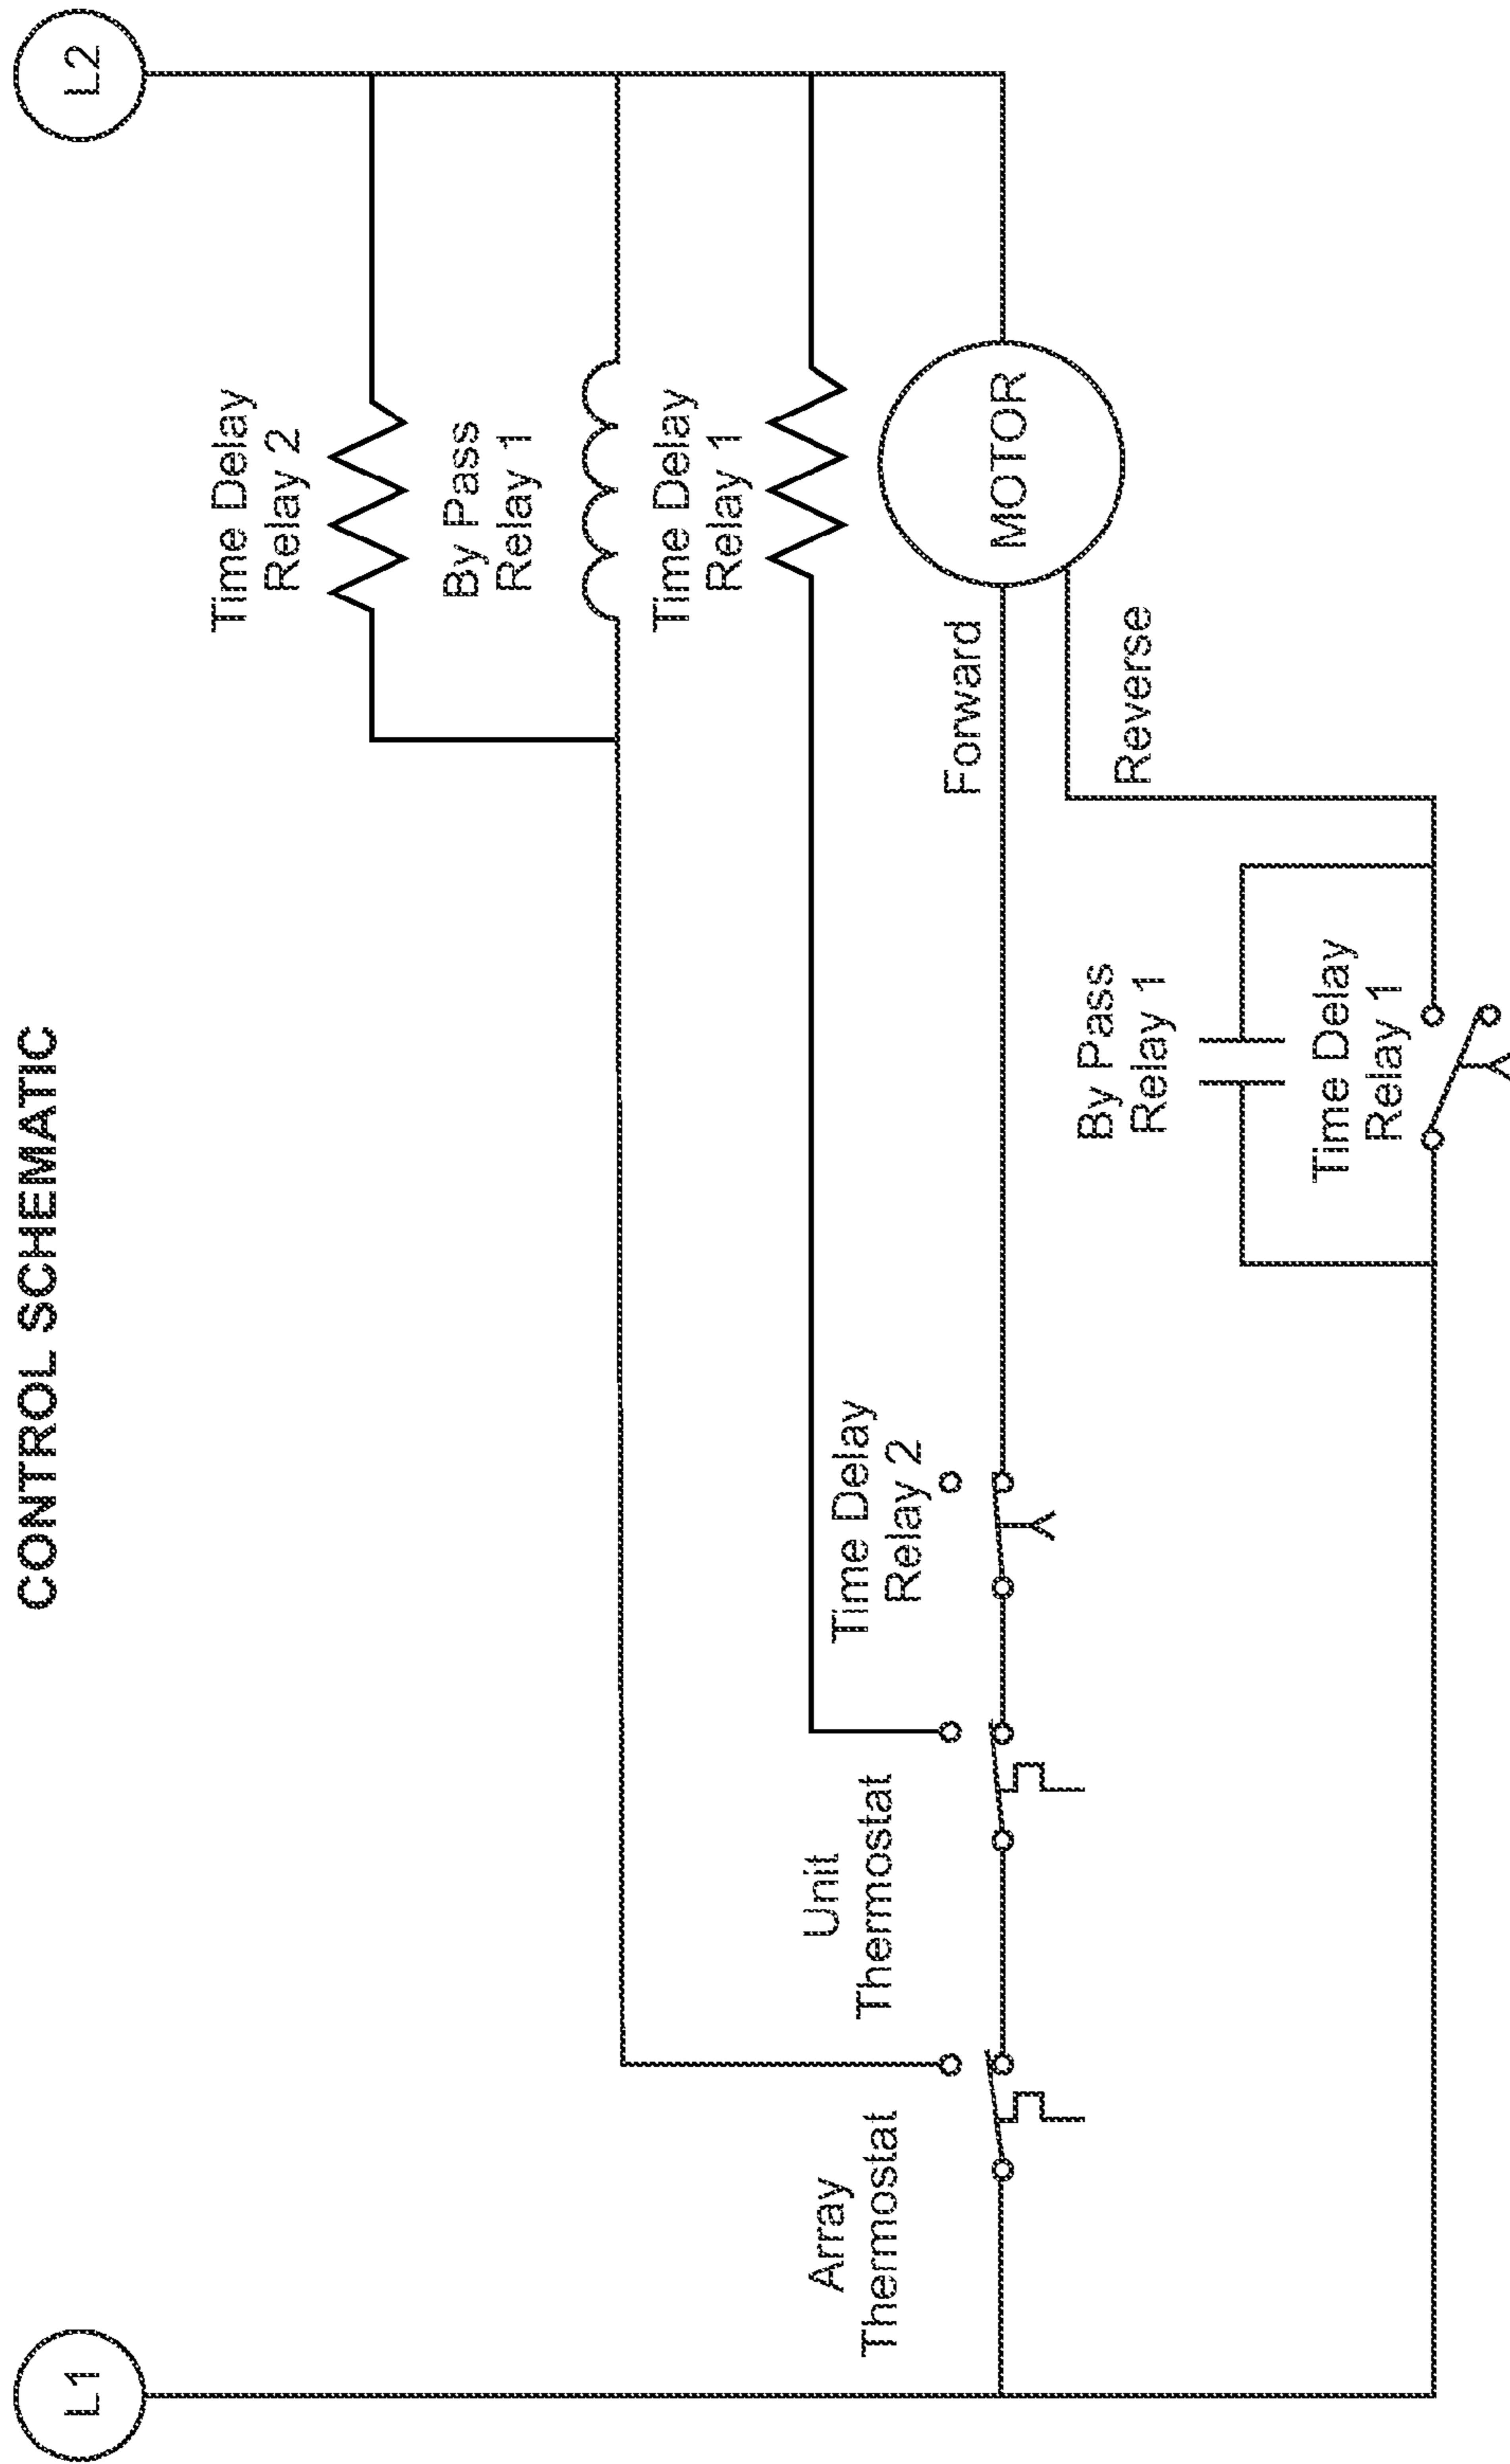 CONTROL SCHEMATIC
L1
L2
Time Delay
Relay 2
By Pass
Relay 1
Time Delay
Relay 1
Array
Thermostat
Unit
Thermostat
Time Delay
Relay 2
Forward
MOTOR
Reverse
By Pass
Relay 1
Time Delay
Relay 1